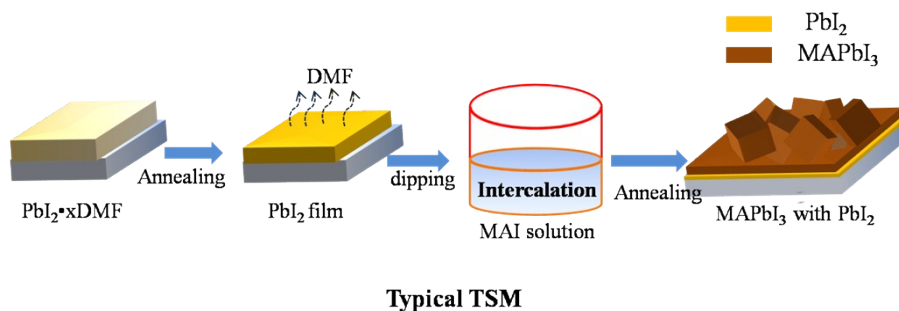 PbI₂
MAPbI₃
DMF
Annealing
dipping
Intercalation
Annealing
PbI₂•xDMF
PbI₂ film
MAI solution
MAPbI₃ with PbI₂
Typical TSM